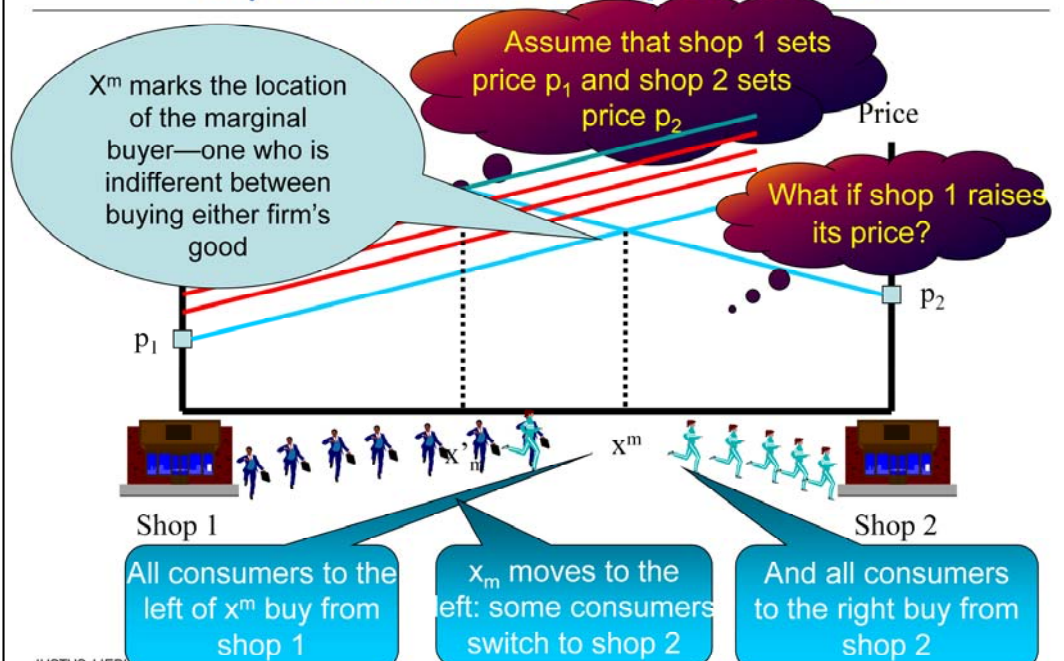 Xᵐ marks the location
of the marginal
buyer—one who is
indifferent between
buying either firm's
good
Assume that shop 1 sets
price p₁ and shop 2 sets
price p₂
Price
What if shop 1 raises
its price?
p₂
p₁
x'ₘ
xᵐ
Shop 1
Shop 2
All consumers to the
left of xᵐ buy from
shop 1
xₘ moves to the
left: some consumers
switch to shop 2
And all consumers
to the right buy from
shop 2